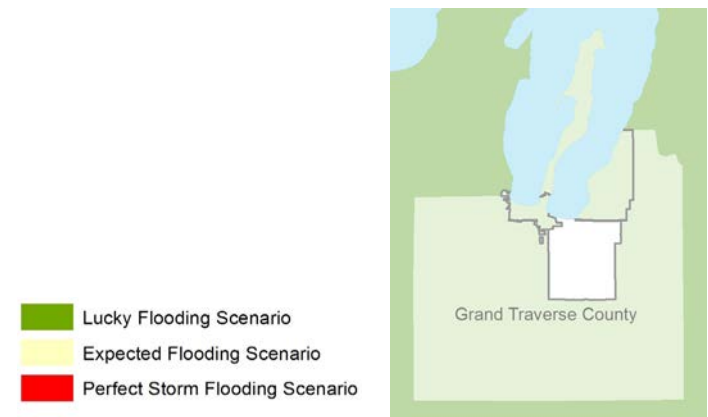 Lucky Flooding Scenario
Expected Flooding Scenario
Perfect Storm Flooding Scenario
Grand Traverse County